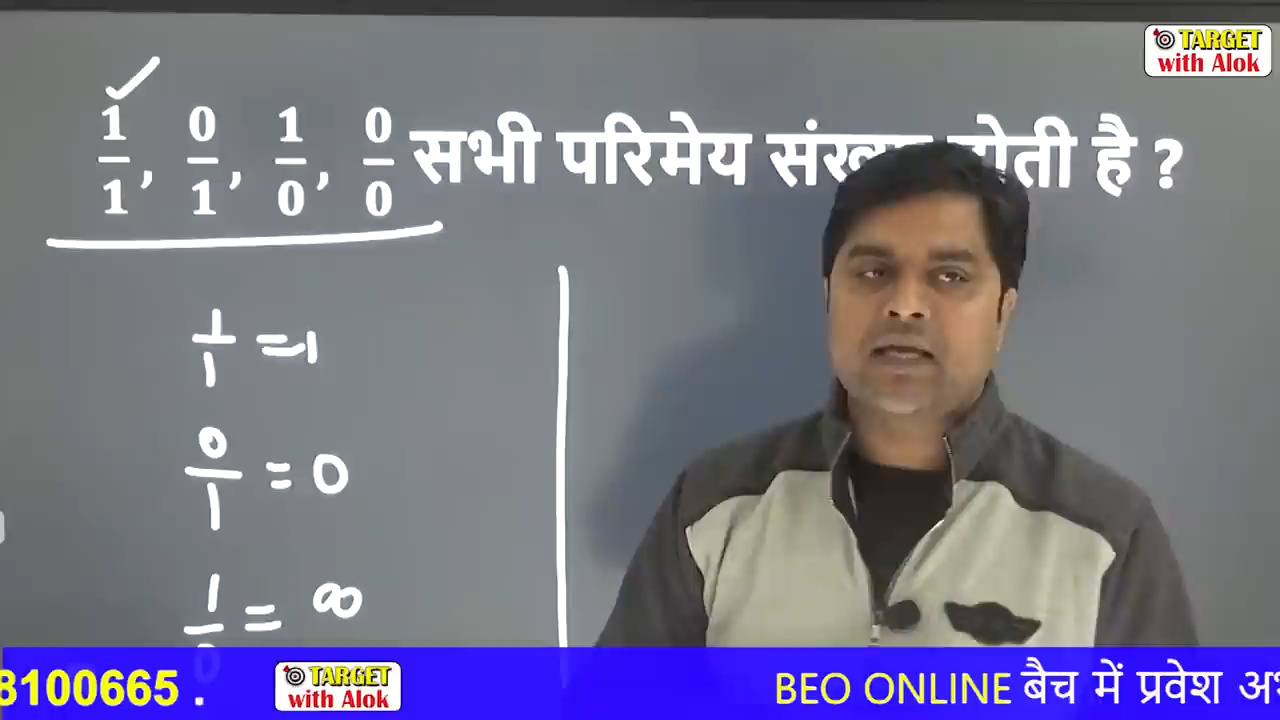 TARGET
with Alok
1/1, 0/1, 1/0, 0/0 सभी परिमेय संख्या होती है ?
1/1 = 1
0/1 = 0
1/0 = ∞
8100665 .
TARGET
with Alok
BEO ONLINE बैच में प्रवेश